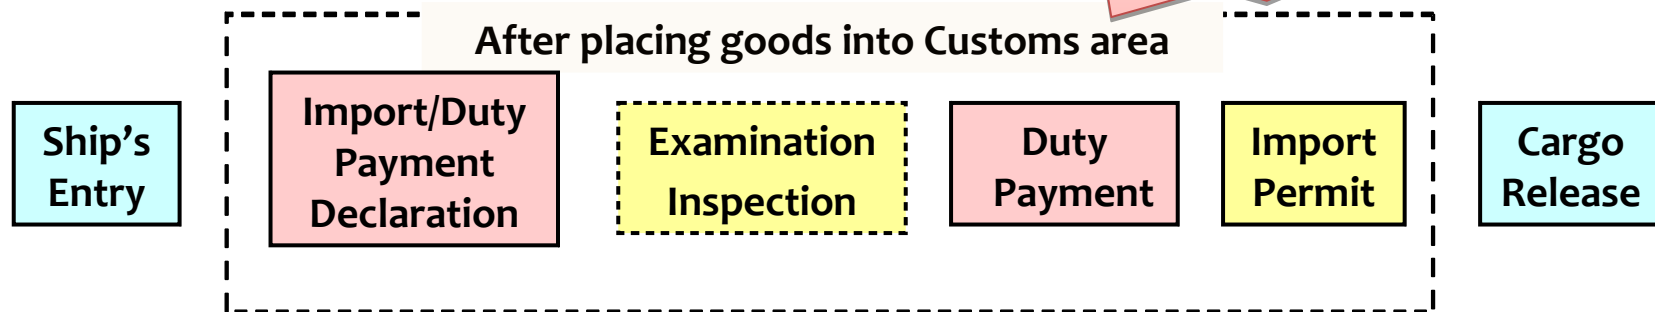 After placing goods into Customs area
Ship’s
Entry
Import/Duty
Payment
Declaration
Examination
Inspection
Duty
Payment
Import
Permit
Cargo
Release